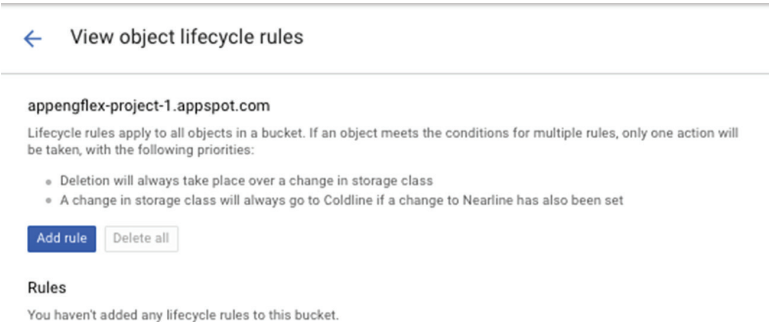 View object lifecycle rules
appengflex-project-1.appspot.com
Lifecycle rules apply to all objects in a bucket. If an object meets the conditions for multiple rules, only one action will
be taken, with the following priorities:
Deletion will always take place over a change in storage class
A change in storage class will always go to Coldline if a change to Nearline has also been set
Add rule Delete all
Rules
You haven't added any lifecycle rules to this bucket.